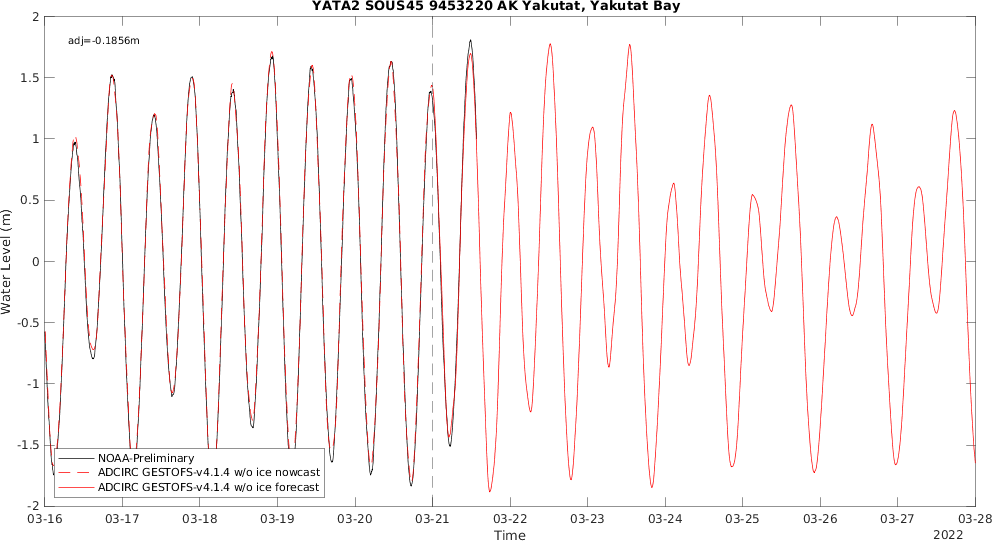 YATA2 SOUS45 9453220 AK Yakutat, Yakutat Bay
adj=-0.1856m
2
1.5
1
0.5
0
-0.5
-1
-1.5
-2
Water Level (m)
NOAA-Preliminary
ADCIRC GESTOFS-v4.1.4 w/o ice nowcast
ADCIRC GESTOFS-v4.1.4 w/o ice forecast
03-16 03-17 03-18 03-19 03-20 03-21 03-22 03-23 03-24 03-25 03-26 03-27 03-28
Time
2022